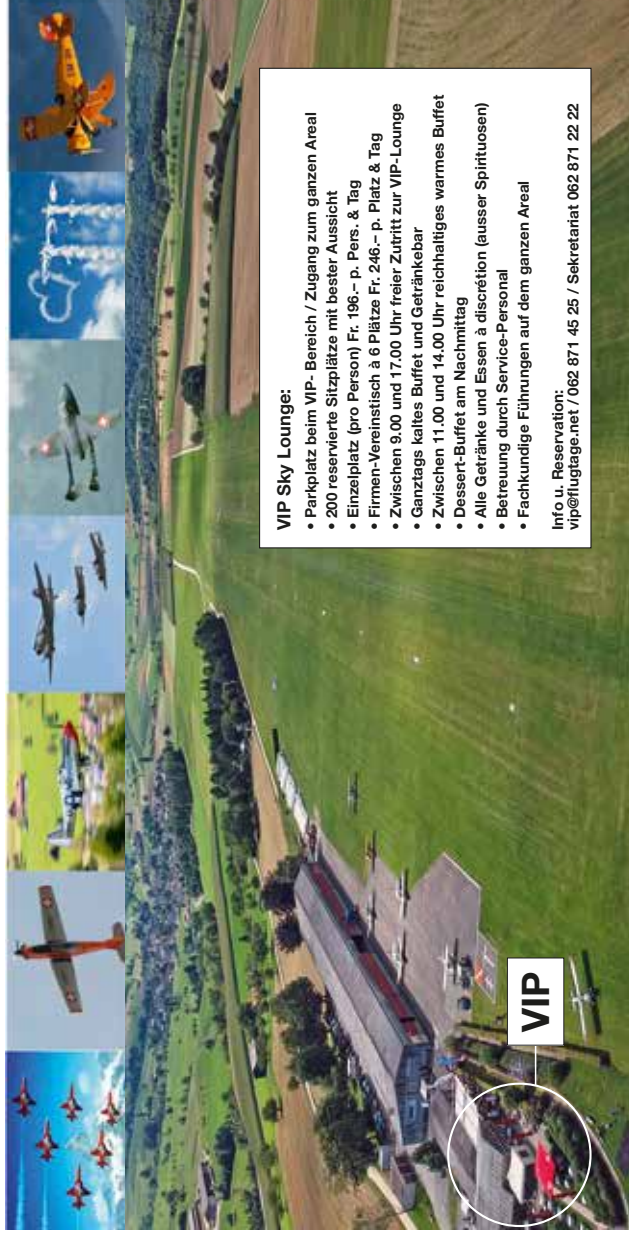 VIP Sky Lounge:
• Parkplatz beim VIP- Bereich / Zugang zum ganzen Areal
• 200 reservierte Sitzplätze mit bester Aussicht
• Einzelplatz (pro Person) Fr. 196.– p. Pers. & Tag
• Firmen-Vereinstisch à 6 Plätze Fr. 246.– p. Platz & Tag
• Zwischen 9.00 und 17.00 Uhr freier Zutritt zur VIP-Lounge
• Ganztags kaltes Buffet und Getränkebar
• Zwischen 11.00 und 14.00 Uhr reichhaltiges warmes Buffet
• Dessert-Buffet am Nachmittag
• Alle Getränke und Essen à discrétion (ausser Spirituosen)
• Betreuung durch Service-Personal
• Fachkundige Führungen auf dem ganzen Areal
Info u. Reservation:
vip@flugtage.net / 062 871 45 25 / Sekretariat 062 871 22 22
VIP